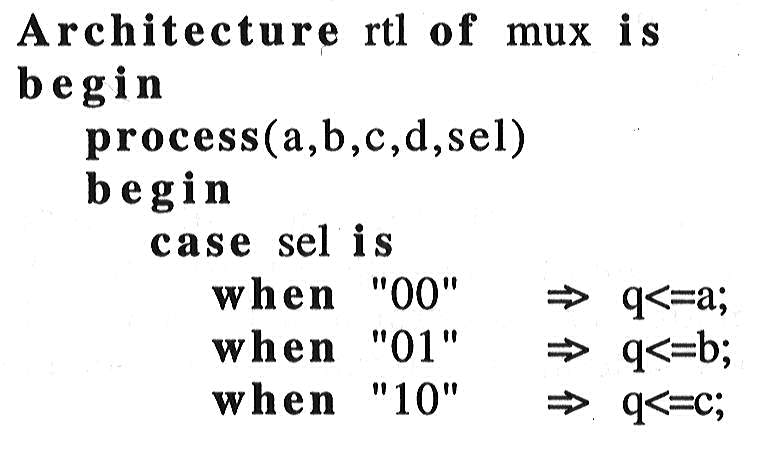 Architecture rtl of mux is
begin
process(a,b,c,d,sel)
begin
case sel is
when "00" ⇒ q<=a;
when "01" ⇒ q<=b;
when "10" ⇒ q<=c;